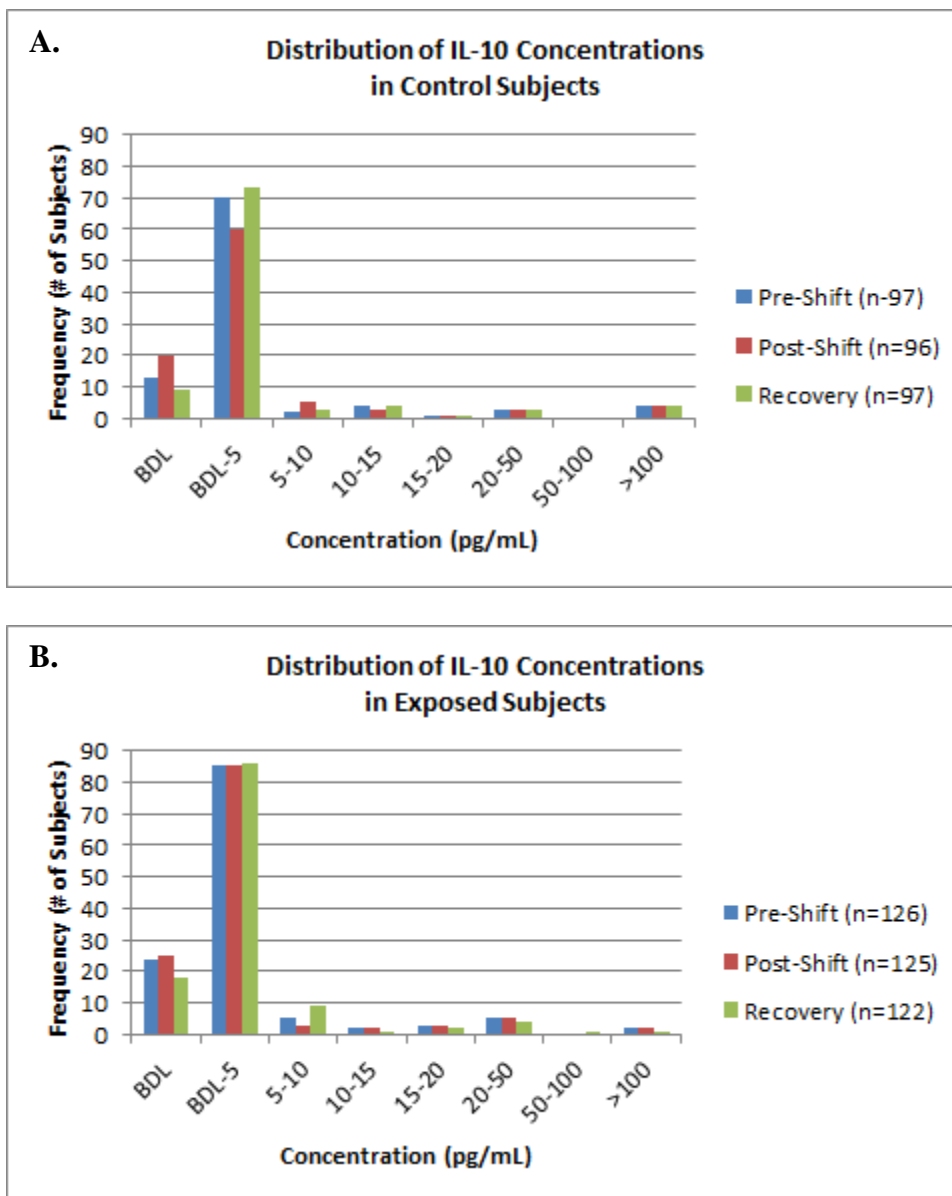 A.
Distribution of IL-10 Concentrations
in Control Subjects
Frequency (# of Subjects)
90
80
70
60
50
40
30
20
10
0
BDL
BDL-5
5-10
10-15
15-20
20-50
50-100
>100
Concentration (pg/mL)
Pre-Shift (n-97)
Post-Shift (n=96)
Recovery (n=97)
B.
Distribution of IL-10 Concentrations
in Exposed Subjects
Frequency (# of Subjects)
90
80
70
60
50
40
30
20
10
0
BDL
BDL-5
5-10
10-15
15-20
20-50
50-100
>100
Concentration (pg/mL)
Pre-Shift (n=126)
Post-Shift (n=125)
Recovery (n=122)